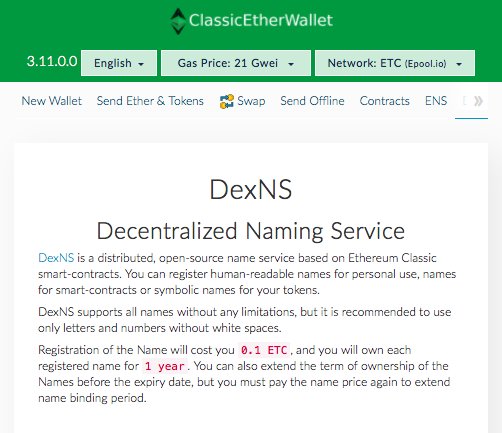 ClassicEtherWallet
3.11.0.0 English Gas Price: 21 Gwei Network: ETC (Epool.io)
New Wallet Send Ether & Tokens Swap Send Offline Contracts ENS »
DexNS
Decentralized Naming Service
DexNS is a distributed, open-source name service based on Ethereum Classic
smart-contracts. You can register human-readable names for personal use, names
for smart-contracts or symbolic names for your tokens.
DexNS supports all names without any limitations, but it is recommended to use
only letters and numbers without white spaces.
Registration of the Name will cost you 0.1 ETC, and you will own each
registered name for 1 year. You can also extend the term of ownership of the
Names before the expiry date, but you must pay the name price again to extend
name binding period.